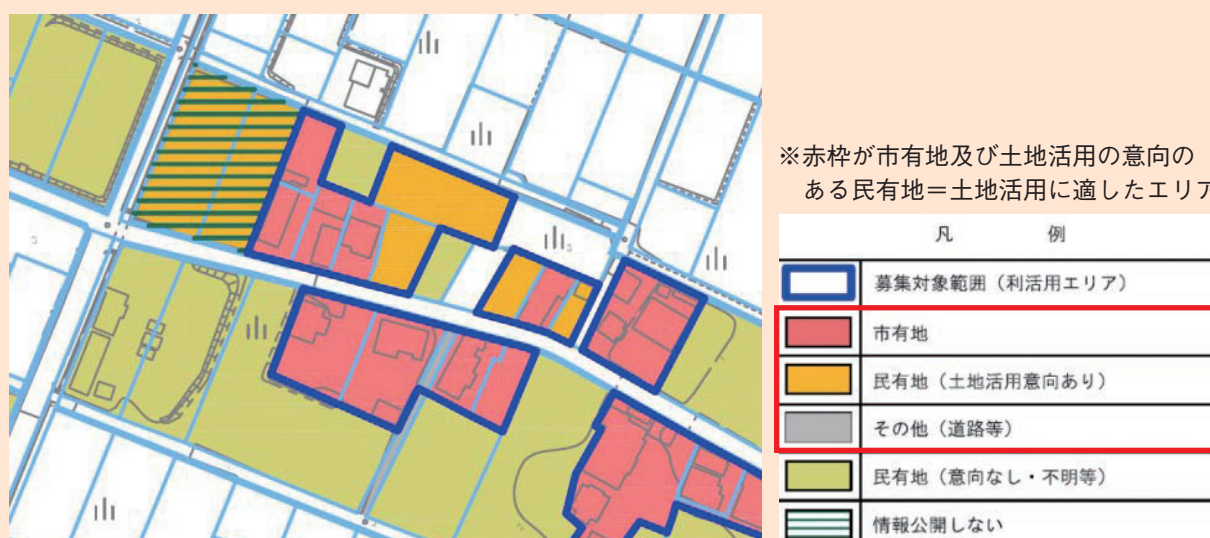 ※赤枠が市有地及び土地活用の意向の
ある民有地＝土地活用に適したエリア
凡　　　例
募集対象範囲（利活用エリア）
市有地
民有地（土地活用意向あり）
その他（道路等）
民有地（意向なし・不明等）
情報公開しない